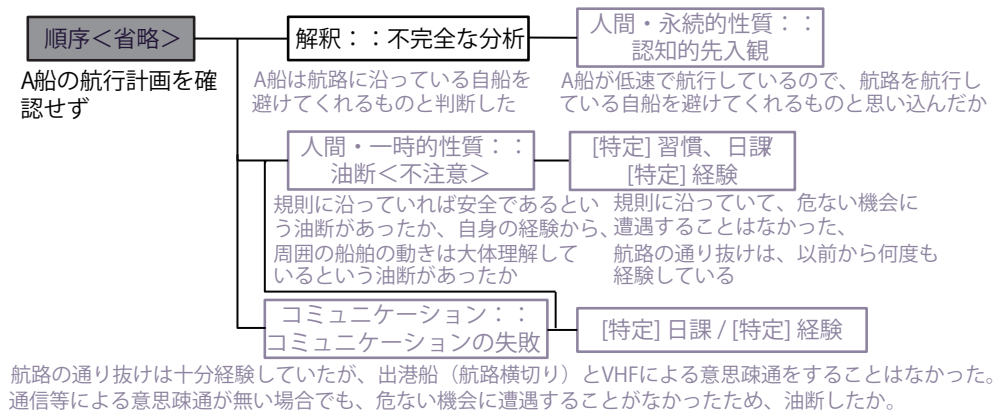 順序＜省略＞
A船の航行計画を確
認せず
解釈：：不完全な分析
A船は航路に沿っている自船を
避けてくれるものと判断した
人間・永続的性質：：
認知的先入観
A船が低速で航行しているので、航路を航行し
ている自船を避けてくれるものと思い込んだか
人間・一時的性質：：
油断＜不注意＞
規則に沿っていれば安全であるとい
う油断があったか、自身の経験から、
周囲の船舶の動きは大体理解して
いるという油断があったか
[特定] 習慣、日課/
[特定] 経験
規則に沿っていて、危ない機会に
遭遇することはなかった、
航路の通り抜けは、以前から何度も
経験している
コミュニケーション：：
コミュニケーションの失敗
[特定] 日課 / [特定] 経験
航路の通り抜けは十分経験していたが、出港船（航路横切り）とVHFによる意思疎通をすることはなかった。
通信等による意思疎通が無い場合でも、危ない機会に遭遇することがなかったため、油断したか。